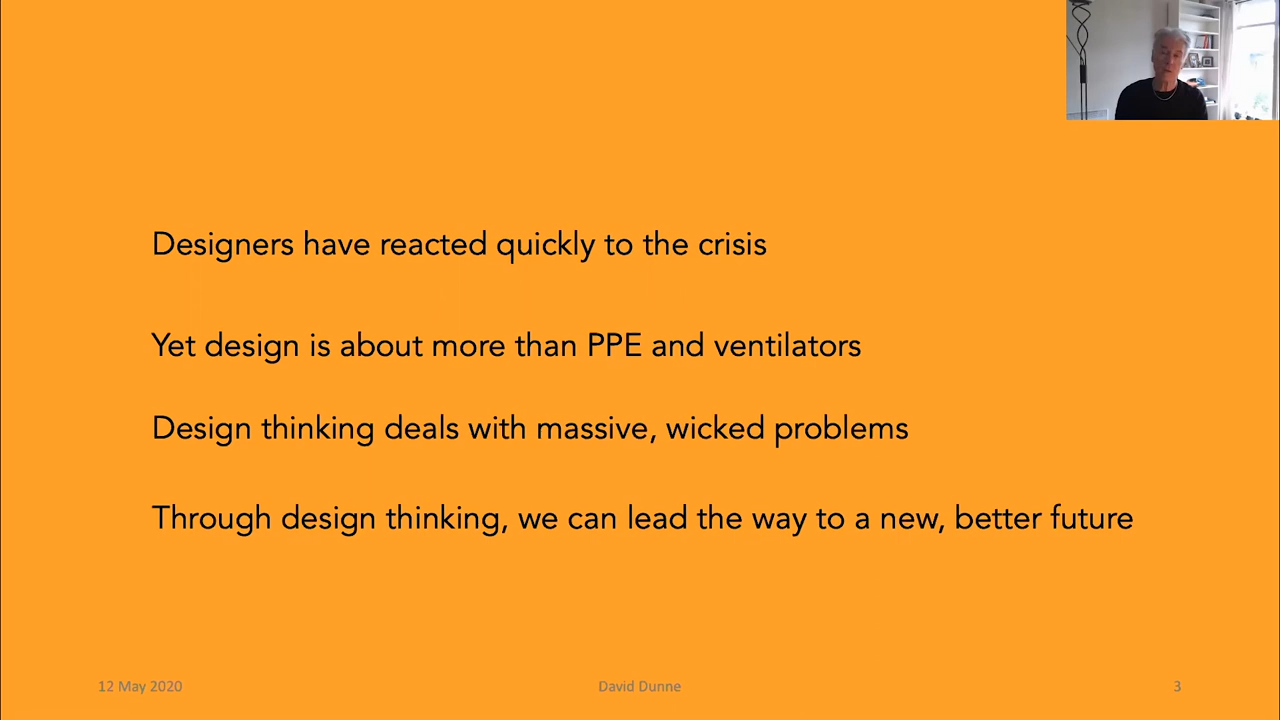 Designers have reacted quickly to the crisis
Yet design is about more than PPE and ventilators
Design thinking deals with massive, wicked problems
Through design thinking, we can lead the way to a new, better future
12 May 2020
David Dunne
3